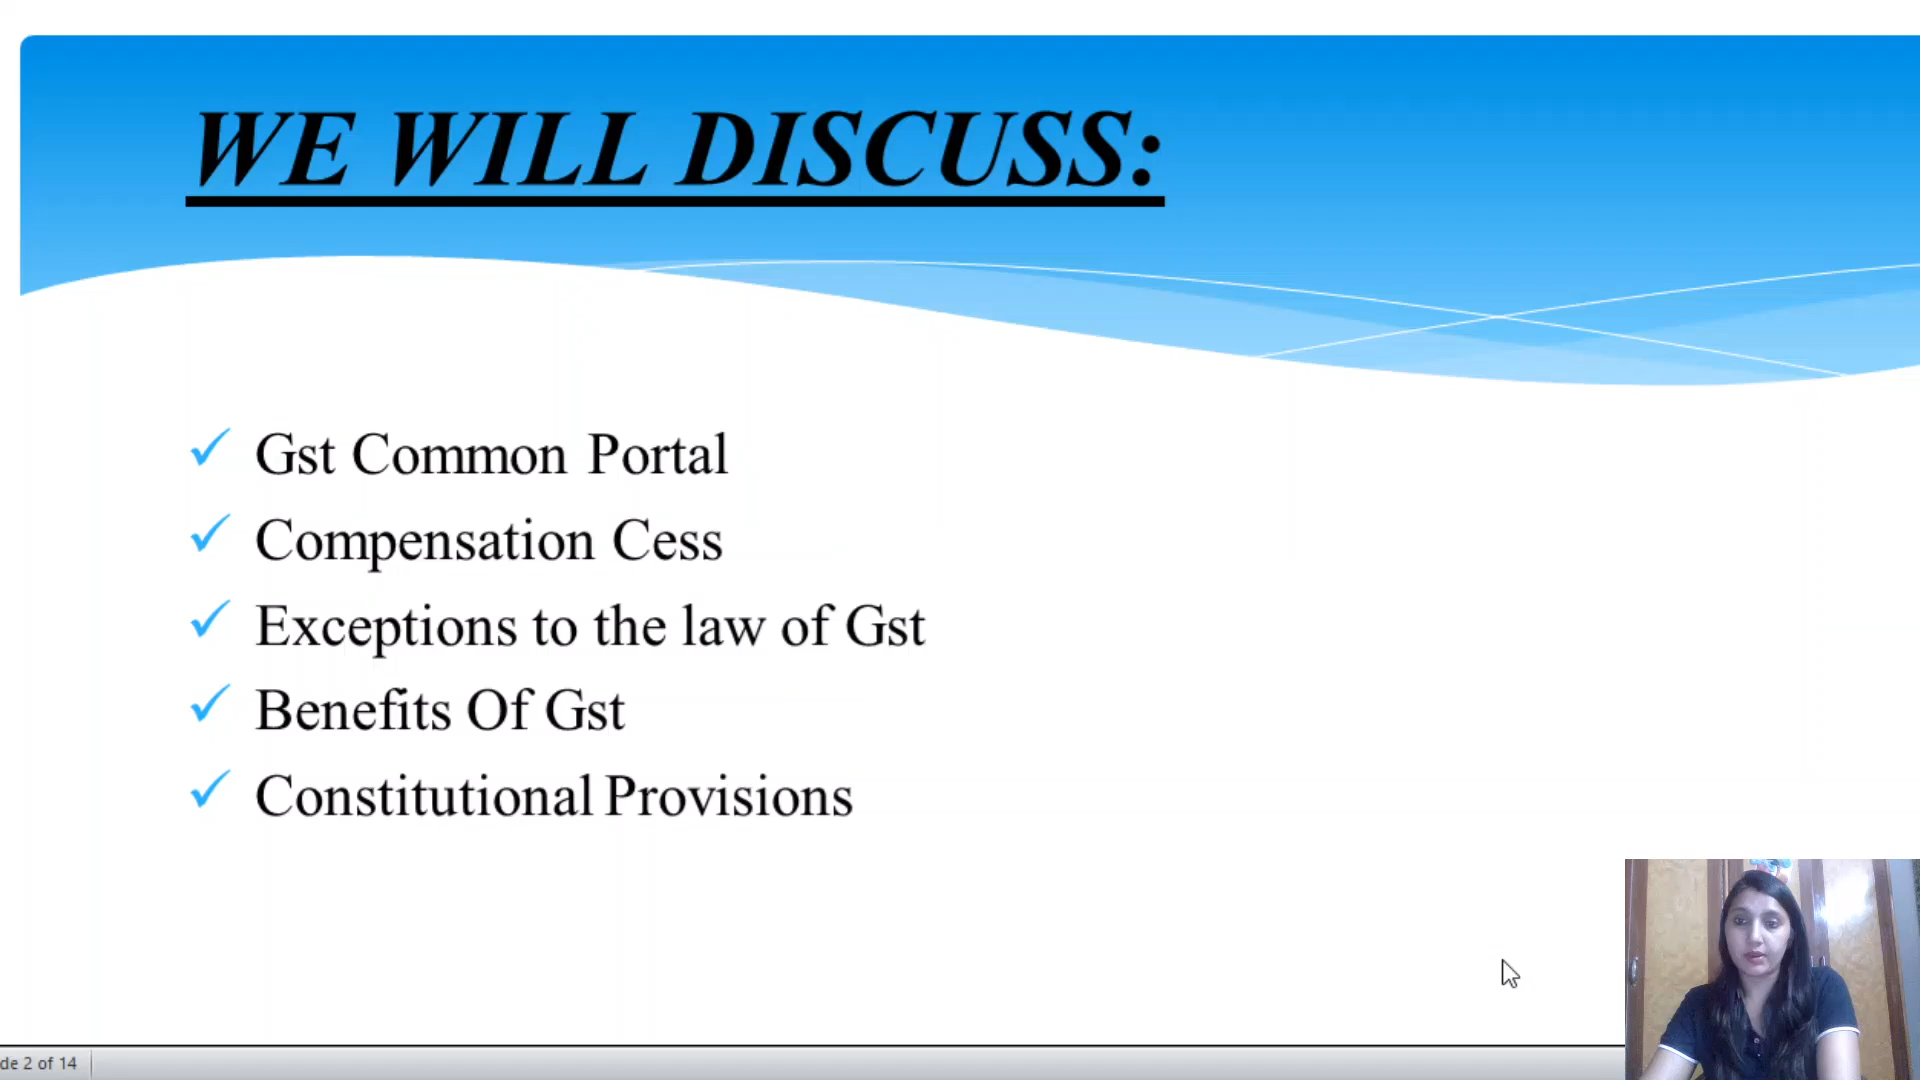 WE WILL DISCUSS:
Gst Common Portal
Compensation Cess
Exceptions to the law of Gst
Benefits Of Gst
Constitutional Provisions
de 2 of 14